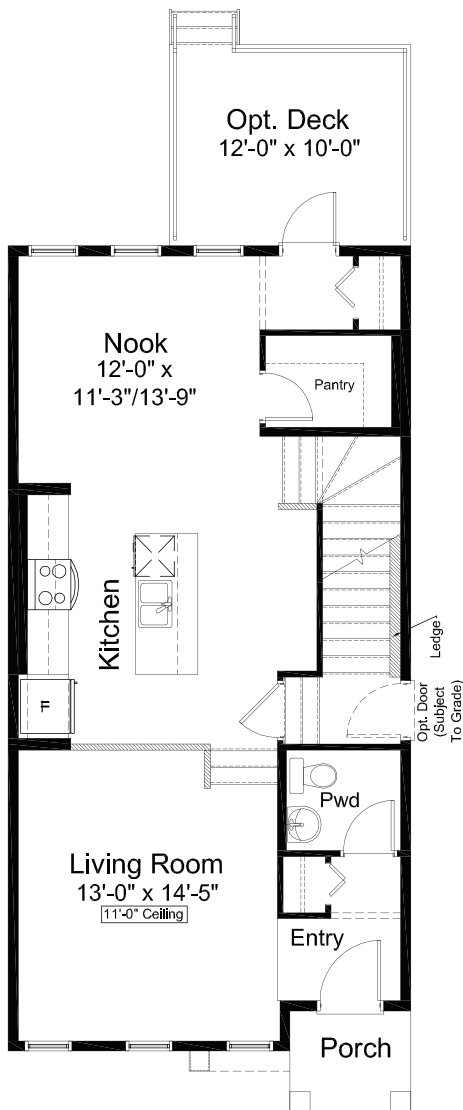 Opt. Deck
12'-0" x 10'-0"
Nook
12'-0" x
11'-3"/13'-9"
Pantry
Kitchen
Ledge
Opt. Door
(Subject
To Grade)
Pwd
Living Room
13'-0" x 14'-5"
11'-0" Ceiling
Entry
Porch